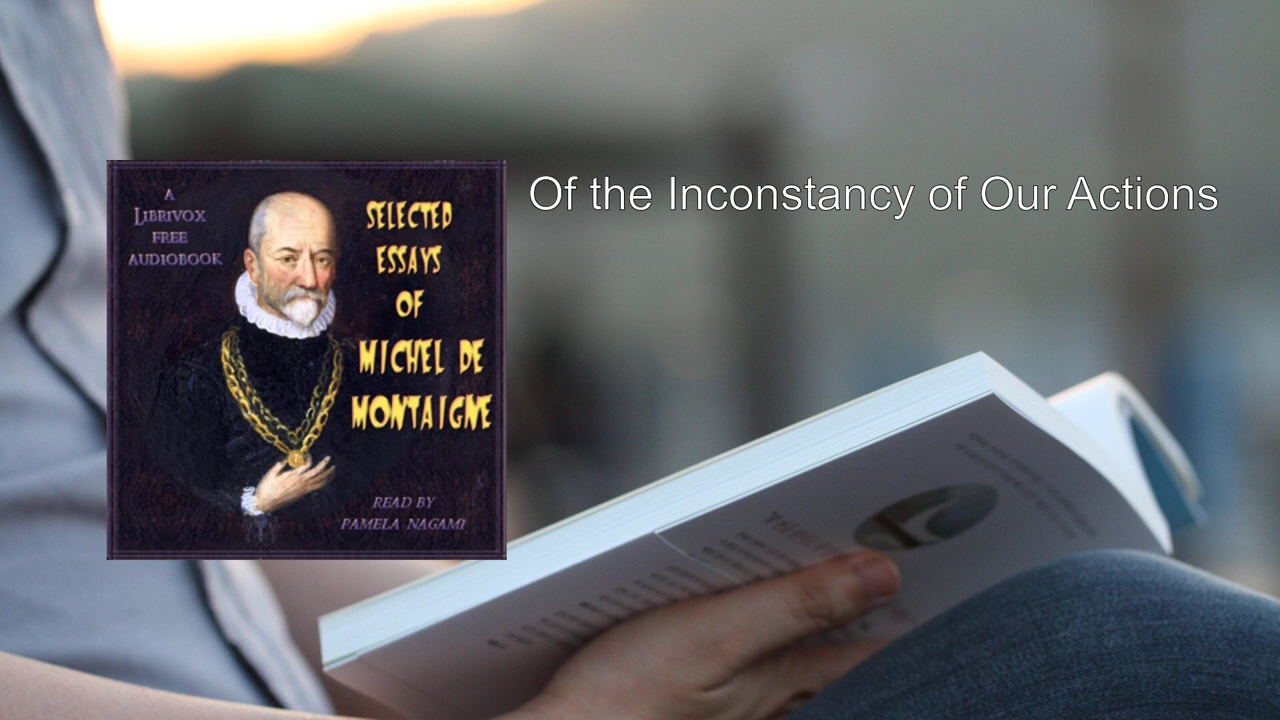 A
LIBRIVOX
FREE
AUDIOBOOK
SELECTED
ESSAYS
OF
MICHEL DE
MONTAIGNE
READ BY
PAMELA NAGAMI
Of the Inconstancy of Our Actions